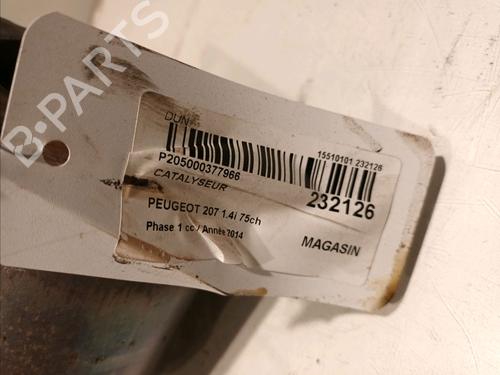 B-PARTS
DUN
15510101 232126
P205000377966
CATALYSEUR
232126
PEUGEOT 207 1.4i 75ch
Phase 1 cc / Année 2014
MAGASIN